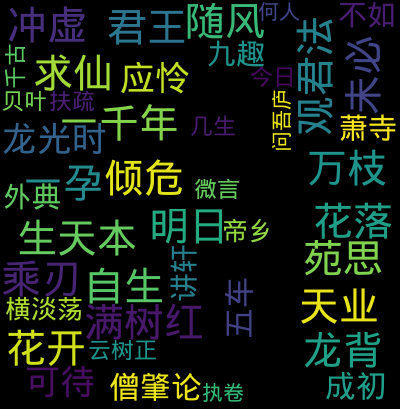 冲虚
君王
随风
何人
不如
千古
求仙
应怜
九趣
今日
观君法
未必
贝叶
扶疏
一千年
几生
问吾庐
萧寺
龙光时
一孕
倾危
微言
万枝
外典
生天本
明日
帝乡
花落
苑思
讲轩
乘刃
自生
五车
天业
横淡荡
满树红
花开
云树正
龙背
可待
僧肇论
执卷
成初